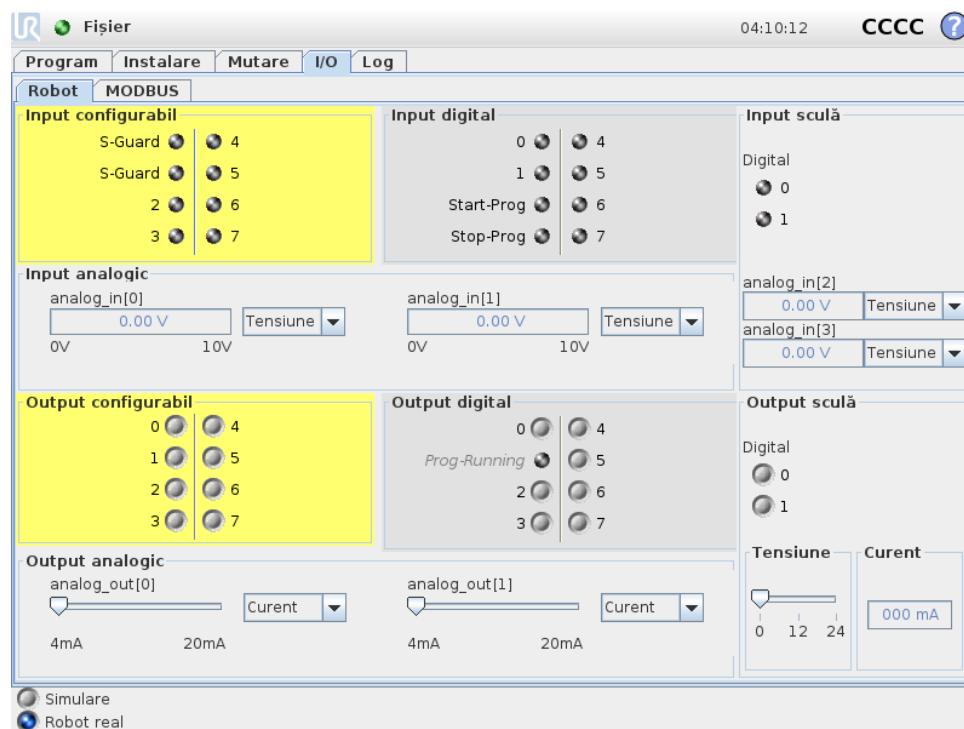 UR Fișier 04:10:12 CCCC ?
Program Instalare Mutare I/O Log
Robot MODBUS
Input configurabil
S-Guard 4
S-Guard 5
2 6
3 7
Input digital
0 4
1 5
Start-Prog 6
Stop-Prog 7
Input sculă
Digital
0
1
analog_in[2]
0.00 V Tensiune
analog_in[3]
0.00 V Tensiune
Input analogic
analog_in[0]
0.00 V Tensiune
0V 10V
analog_in[1]
0.00 V Tensiune
0V 10V
Output configurabil
0 4
1 5
2 6
3 7
Output digital
0 4
Prog-Running 5
2 6
3 7
Output sculă
Digital
0
1
Tensiune
0 12 24
Curent
000 mA
Output analogic
analog_out[0]
Curent
4mA 20mA
analog_out[1]
Curent
4mA 20mA
Simulare
Robot real